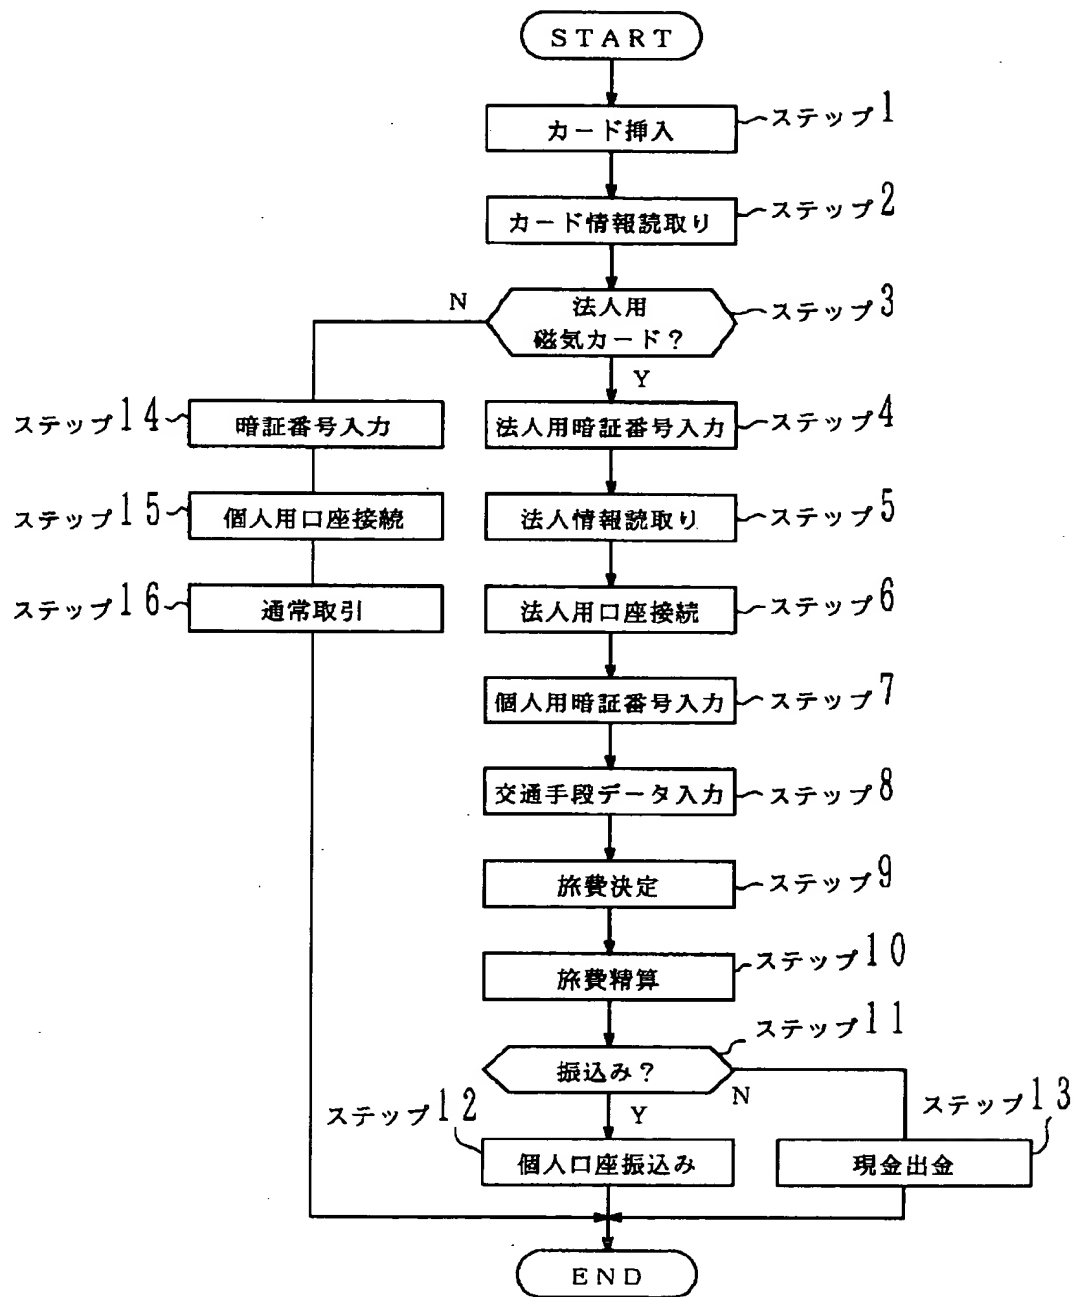 START
カード挿入
ステップ1
カード情報読取り
ステップ2
法人用
磁気カード?
ステップ3
N
Y
ステップ14
暗証番号入力
法人用暗証番号入力
ステップ4
ステップ15
個人用口座接続
法人情報読取り
ステップ5
ステップ16
通常取引
法人用口座接続
ステップ6
個人用暗証番号入力
ステップ7
交通手段データ入力
ステップ8
旅費決定
ステップ9
旅費精算
ステップ10
振込み?
ステップ11
N
Y
ステップ12
ステップ13
個人口座振込み
現金出金
END